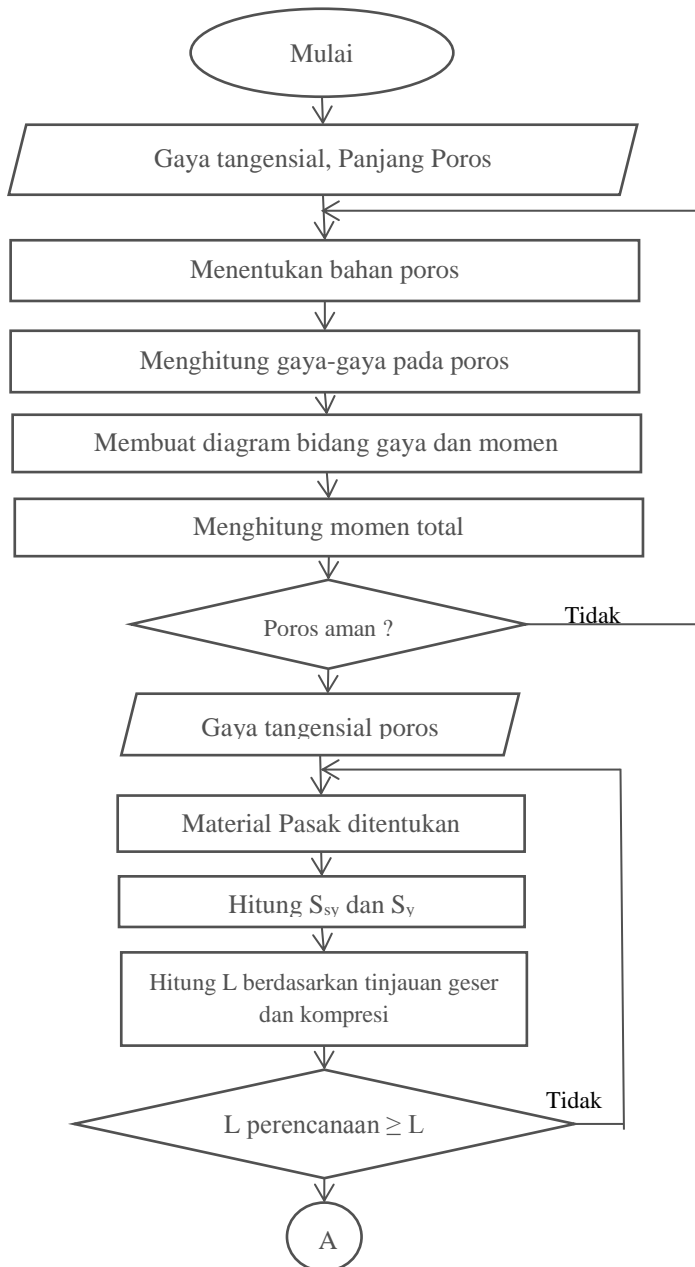 Mulai
Gaya tangensial, Panjang Poros
Menentukan bahan poros
Menghitung gaya-gaya pada poros
Membuat diagram bidang gaya dan momen
Menghitung momen total
Poros aman ?
Tidak
Gaya tangensial poros
Material Pasak ditentukan
Hitung Ssy dan Sy
Hitung L berdasarkan tinjauan geser
dan kompresi
Tidak
L perencanaan ≥ L
A